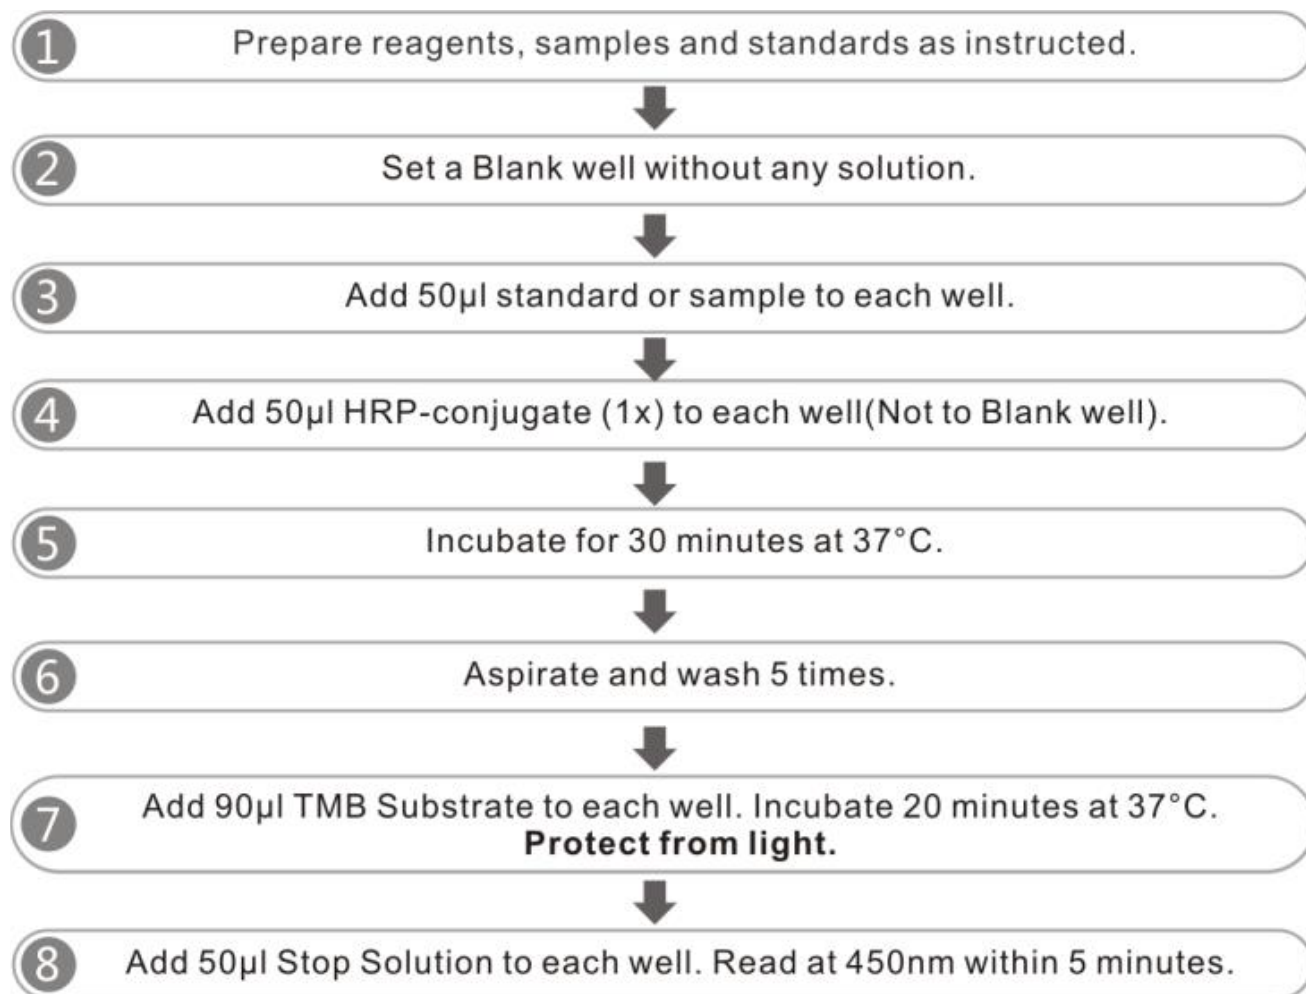 1 Prepare reagents, samples and standards as instructed.
2 Set a Blank well without any solution.
3 Add 50µl standard or sample to each well.
4 Add 50µl HRP-conjugate (1x) to each well(Not to Blank well).
5 Incubate for 30 minutes at 37°C.
6 Aspirate and wash 5 times.
7 Add 90µl TMB Substrate to each well. Incubate 20 minutes at 37°C.
Protect from light.
8 Add 50µl Stop Solution to each well. Read at 450nm within 5 minutes.